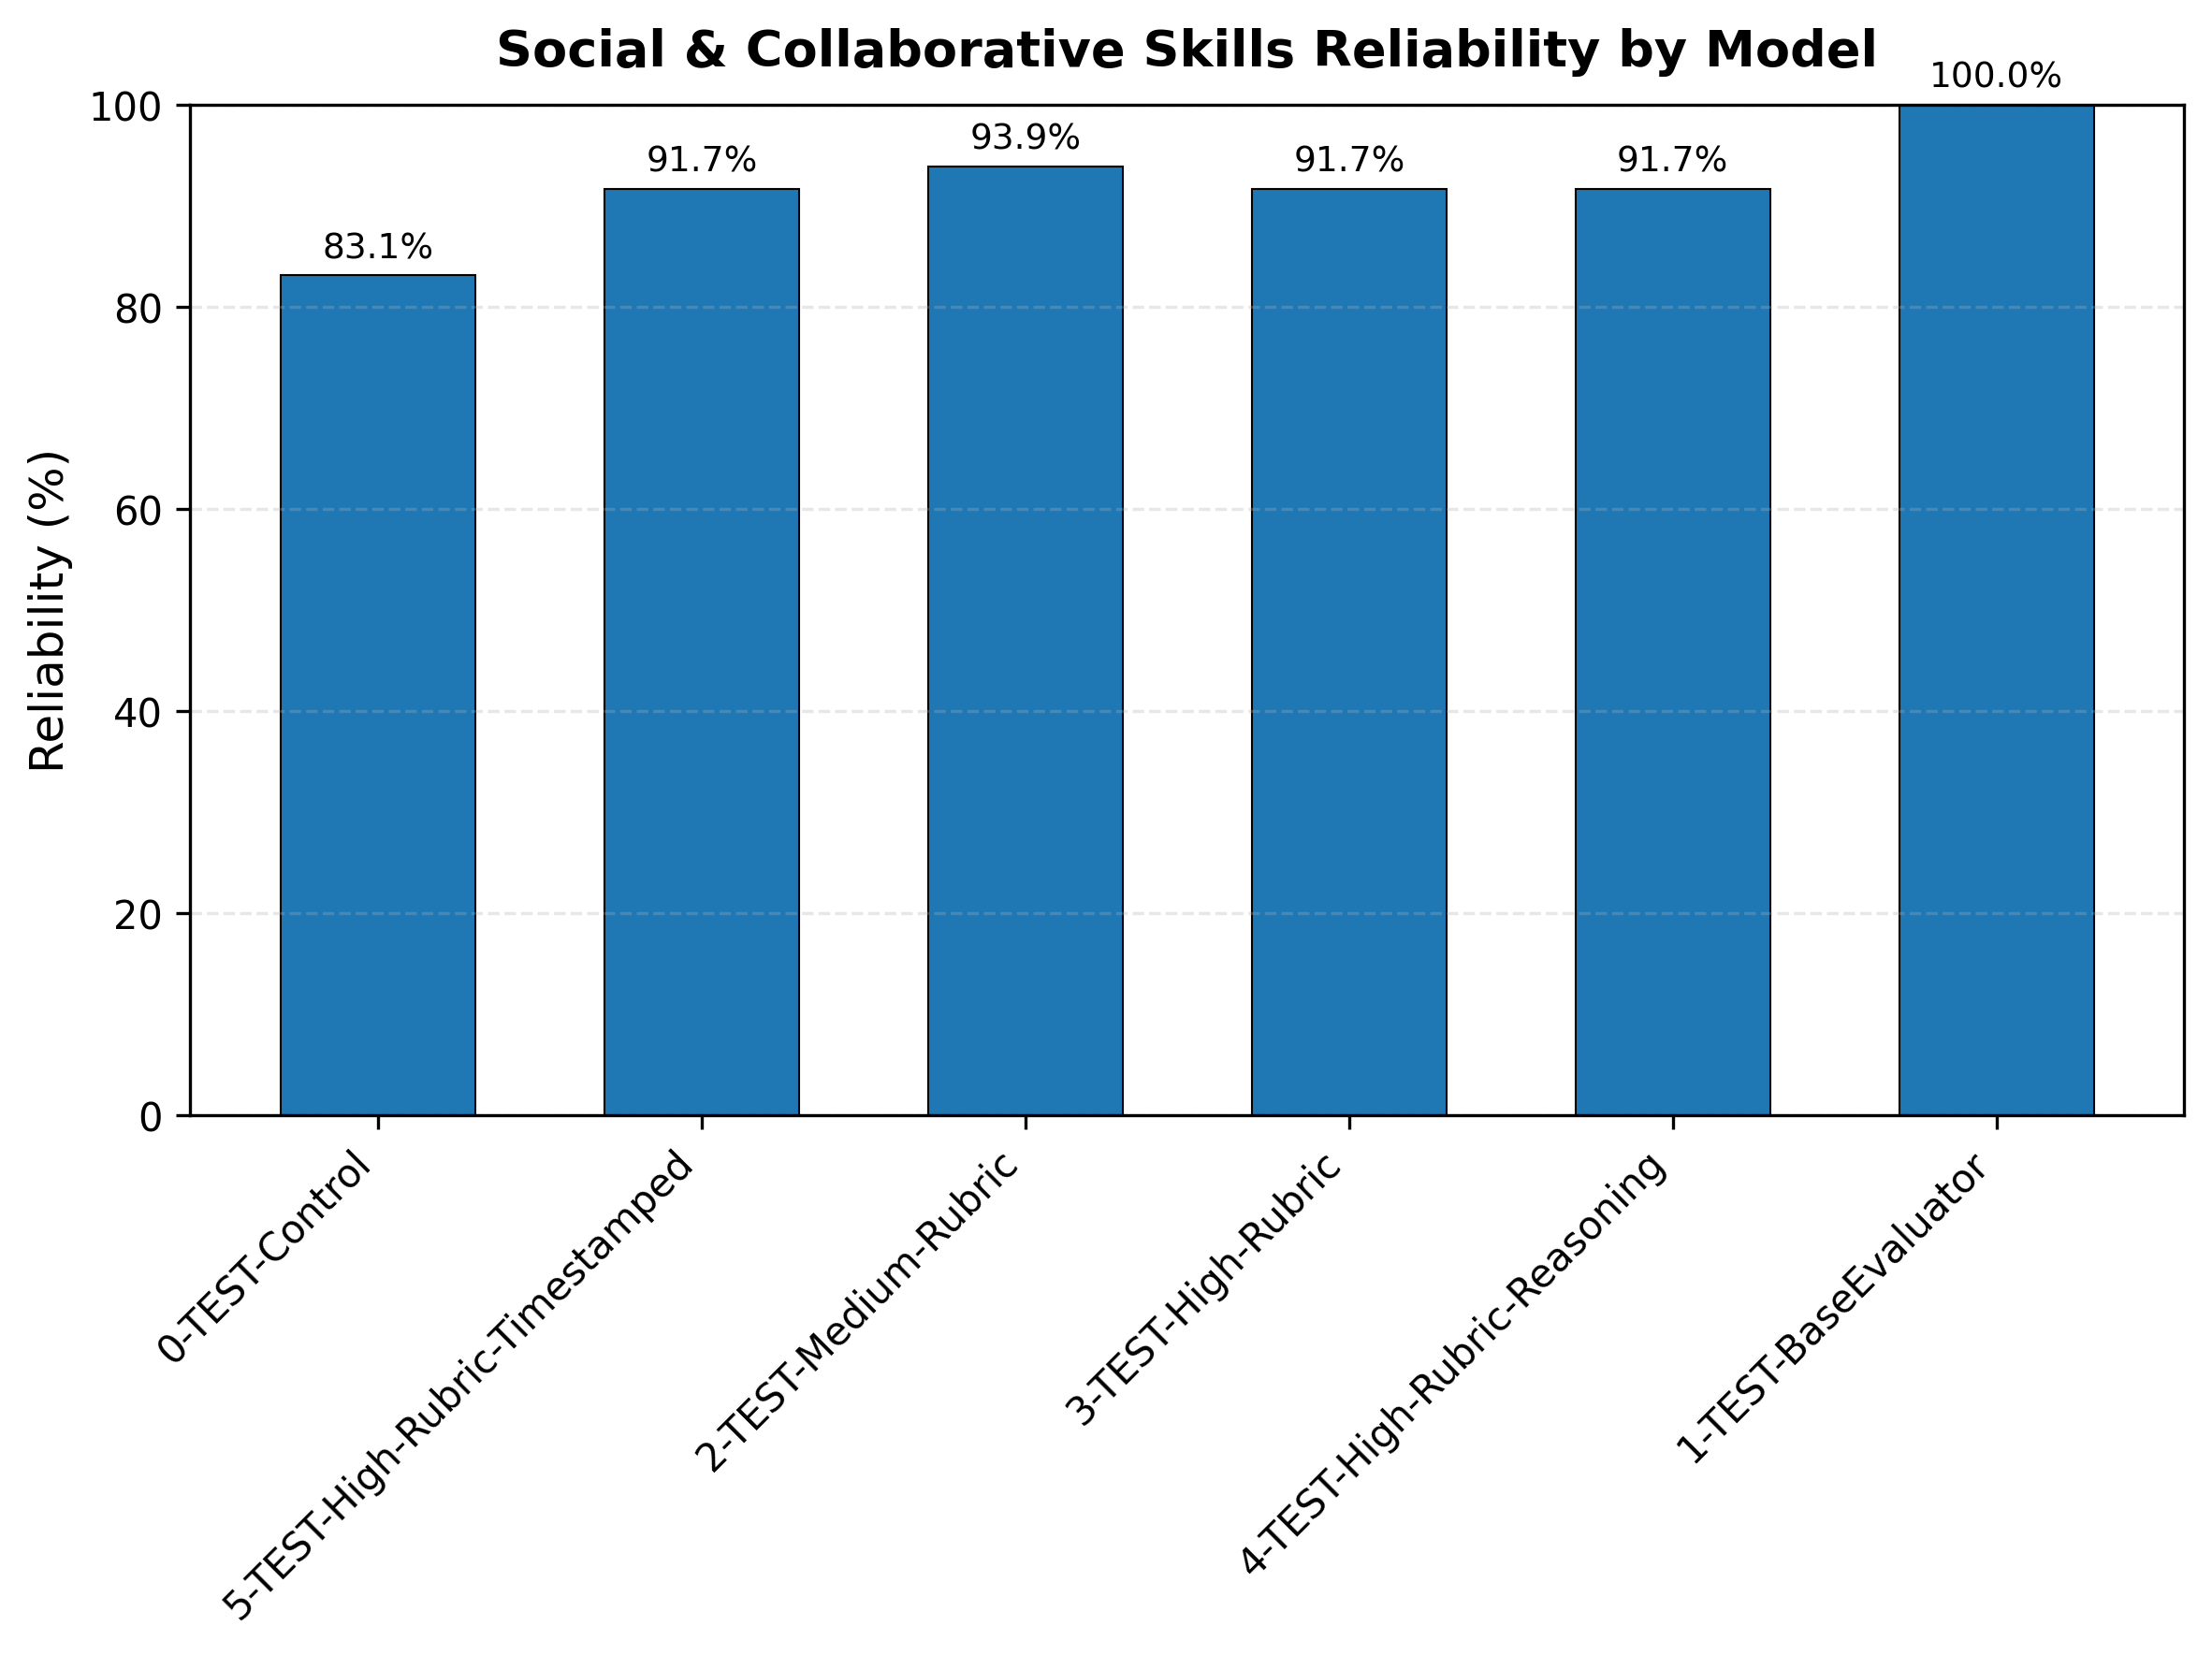 Social & Collaborative Skills Reliability by Model
100.0%
93.9%
91.7%
91.7%
91.7%
83.1%
100
80
60
40
20
0
Reliability (%)
0-TEST-Control
5-TEST-High-Rubric-Timestamped
2-TEST-Medium-Rubric
3-TEST-High-Rubric
4-TEST-High-Rubric-Reasoning
1-TEST-BaseEvaluator